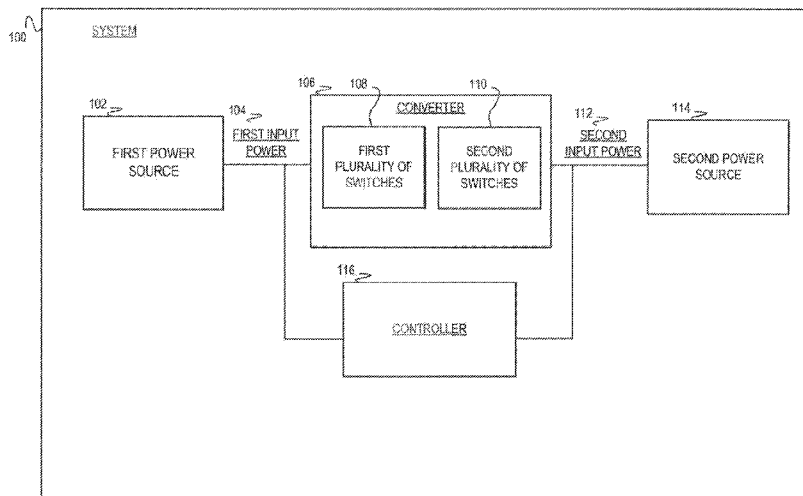 100
SYSTEM
102
FIRST POWER
SOURCE
104
FIRST INPUT
POWER
106
CONVERTER
108
FIRST
PLURALITY OF
SWITCHES
110
SECOND
PLURALITY OF
SWITCHES
112
SECOND
INPUT POWER
114
SECOND POWER
SOURCE
116
CONTROLLER